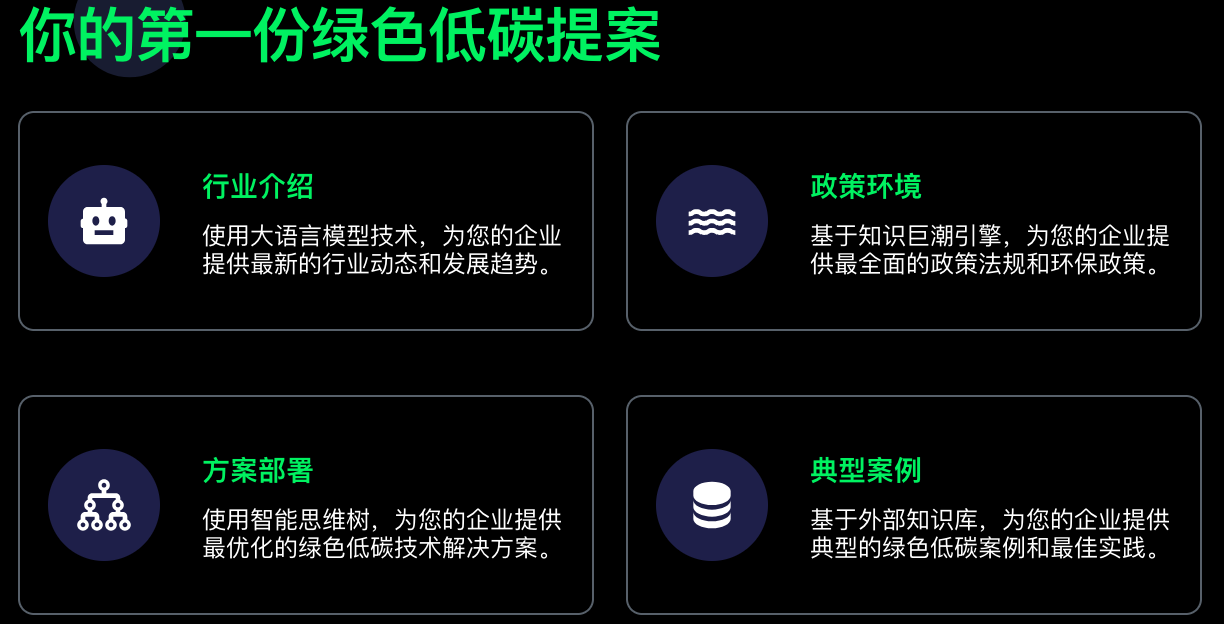 你的第一份绿色低碳提案
行业介绍
使用大语言模型技术，为您的企业
提供最新的行业动态和发展趋势。
政策环境
基于知识巨潮引擎，为您的企业提
供最全面的政策法规和环保政策。
方案部署
使用智能思维树，为您的企业提供
最优化的绿色低碳技术解决方案。
典型案例
基于外部知识库，为您的企业提供
典型的绿色低碳案例和最佳实践。